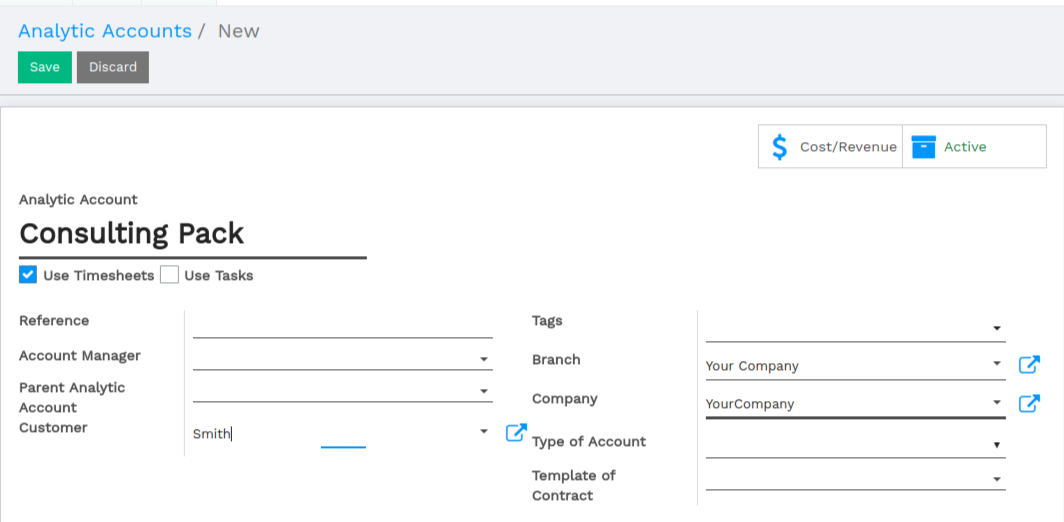 Analytic Accounts / New
Save Discard
Cost/Revenue Active
Analytic Account
Consulting Pack
Use Timesheets Use Tasks
Reference
Account Manager
Parent Analytic
Account
Customer Smith
Tags
Branch Your Company
Company YourCompany
Type of Account
Template of
Contract